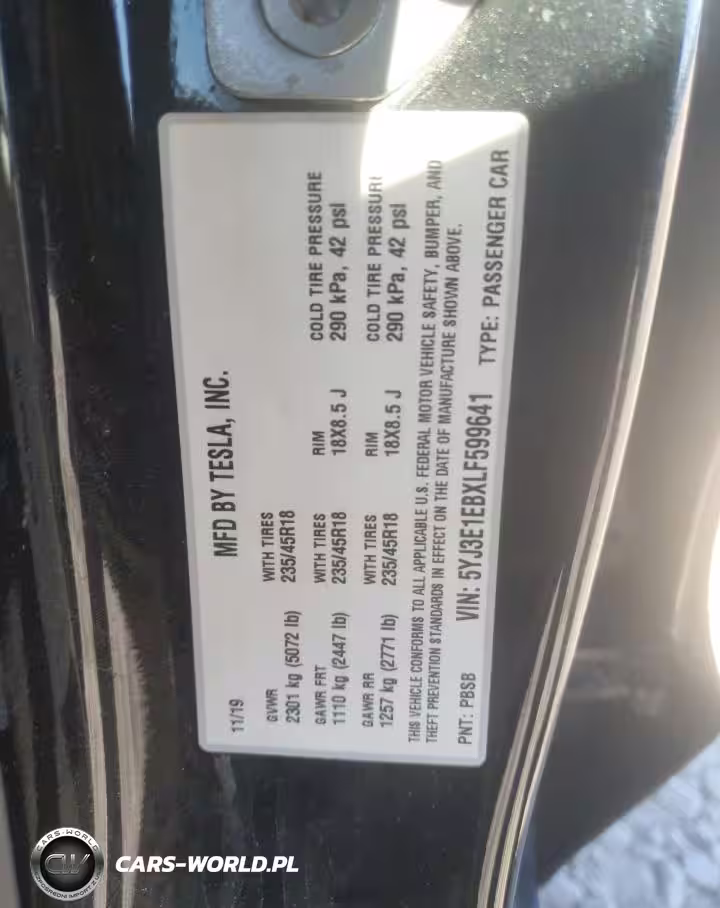 MFD BY TESLA, INC.
11/19
GVWR WITH TIRES
2301 kg (5072 lb) 235/45R18
GAWR FRT WITH TIRES RIM COLD TIRE PRESSURE
1110 kg (2447 lb) 235/45R18 18X8.5 J 290 kPa, 42 psi
GAWR RR WITH TIRES RIM COLD TIRE PRESSURE
1257 kg (2771 lb) 235/45R18 18X8.5 J 290 kPa, 42 psi
THIS VEHICLE CONFORMS TO ALL APPLICABLE U.S. FEDERAL MOTOR VEHICLE SAFETY, BUMPER, AND
THEFT PREVENTION STANDARDS IN EFFECT ON THE DATE OF MANUFACTURE SHOWN ABOVE.
PNT: PBSB VIN: 5YJ3E1EBXLF599641 TYPE: PASSENGER CAR
CARS-WORLD
CW
CARS-WORLD.PL